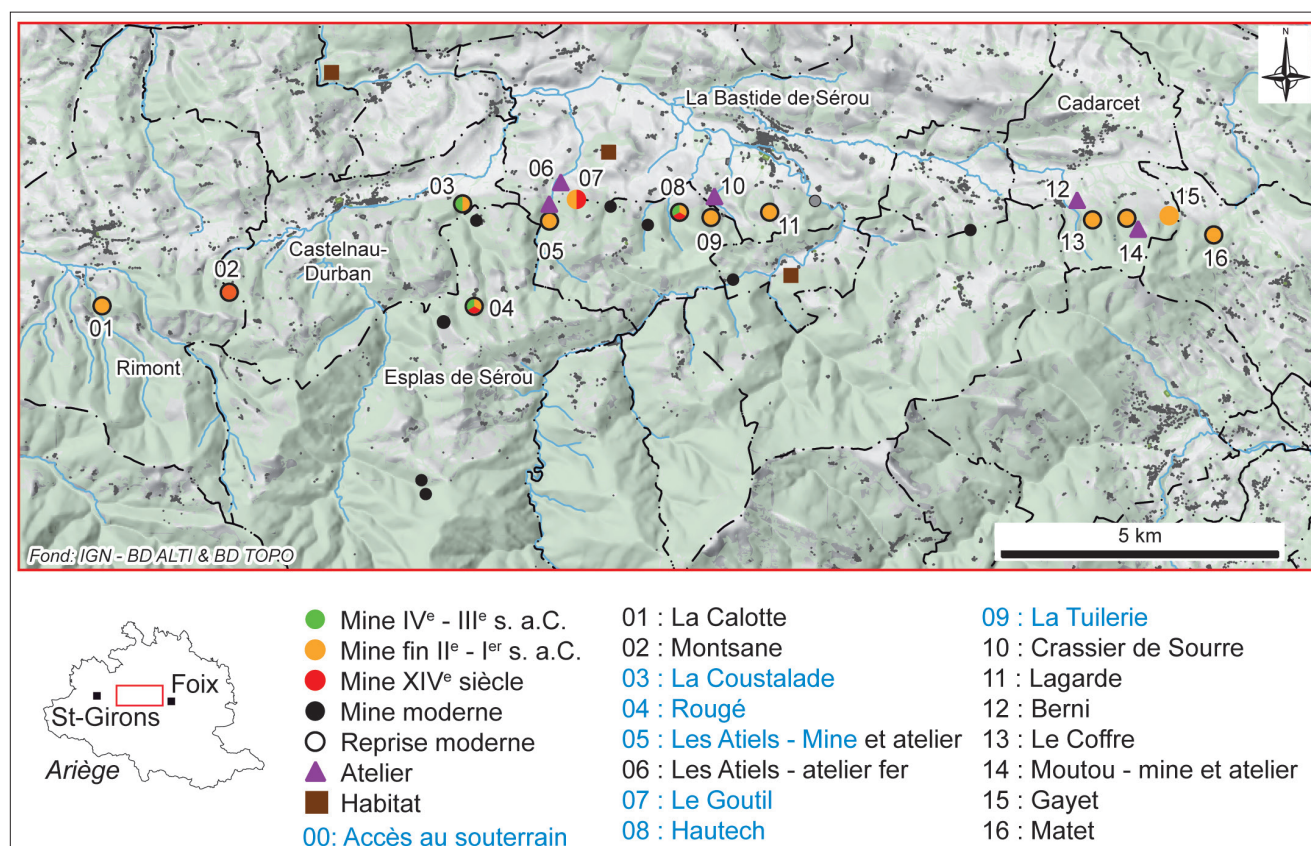 N
La Bastide de Sérou
Cadarcet
06
07
03
08
10
12
15
11
05
09
13
14
16
Castelnau-
Durban
02
04
01
Rimont
Esplas de Sérou
5 km
Fond: IGN - BD ALTI & BD TOPO
Foix
St-Girons
Ariège
Mine IVᵉ - IIIᵉ s. a.C.
Mine fin IIᵉ - Iᵉʳ s. a.C.
Mine XIVᵉ siècle
Mine moderne
Reprise moderne
Atelier
Habitat
00: Accès au souterrain
01 : La Calotte
02 : Montsane
03 : La Coustalade
04 : Rougé
05 : Les Atiels - Mine et atelier
06 : Les Atiels - atelier fer
07 : Le Goutil
08 : Hautech
09 : La Tuilerie
10 : Crassier de Sourre
11 : Lagarde
12 : Berni
13 : Le Coffre
14 : Moutou - mine et atelier
15 : Gayet
16 : Matet